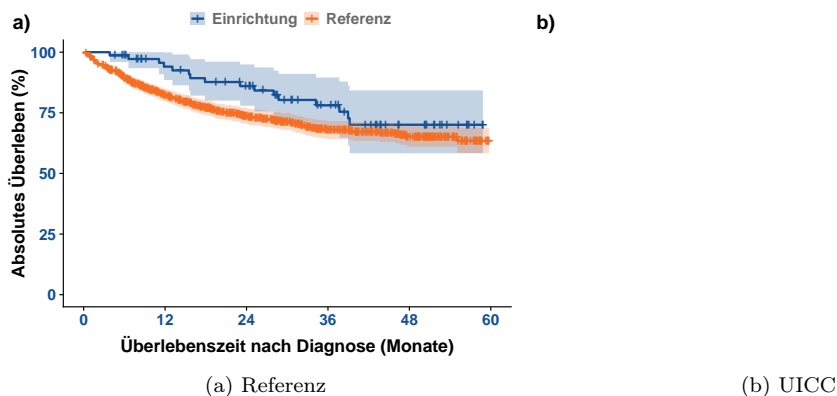 a)
b)
Einrichtung
Referenz
Absolutes Überleben (%)
100
75
50
25
0
0 12 24 36 48 60
Überlebenszeit nach Diagnose (Monate)
(a) Referenz
(b) UICC